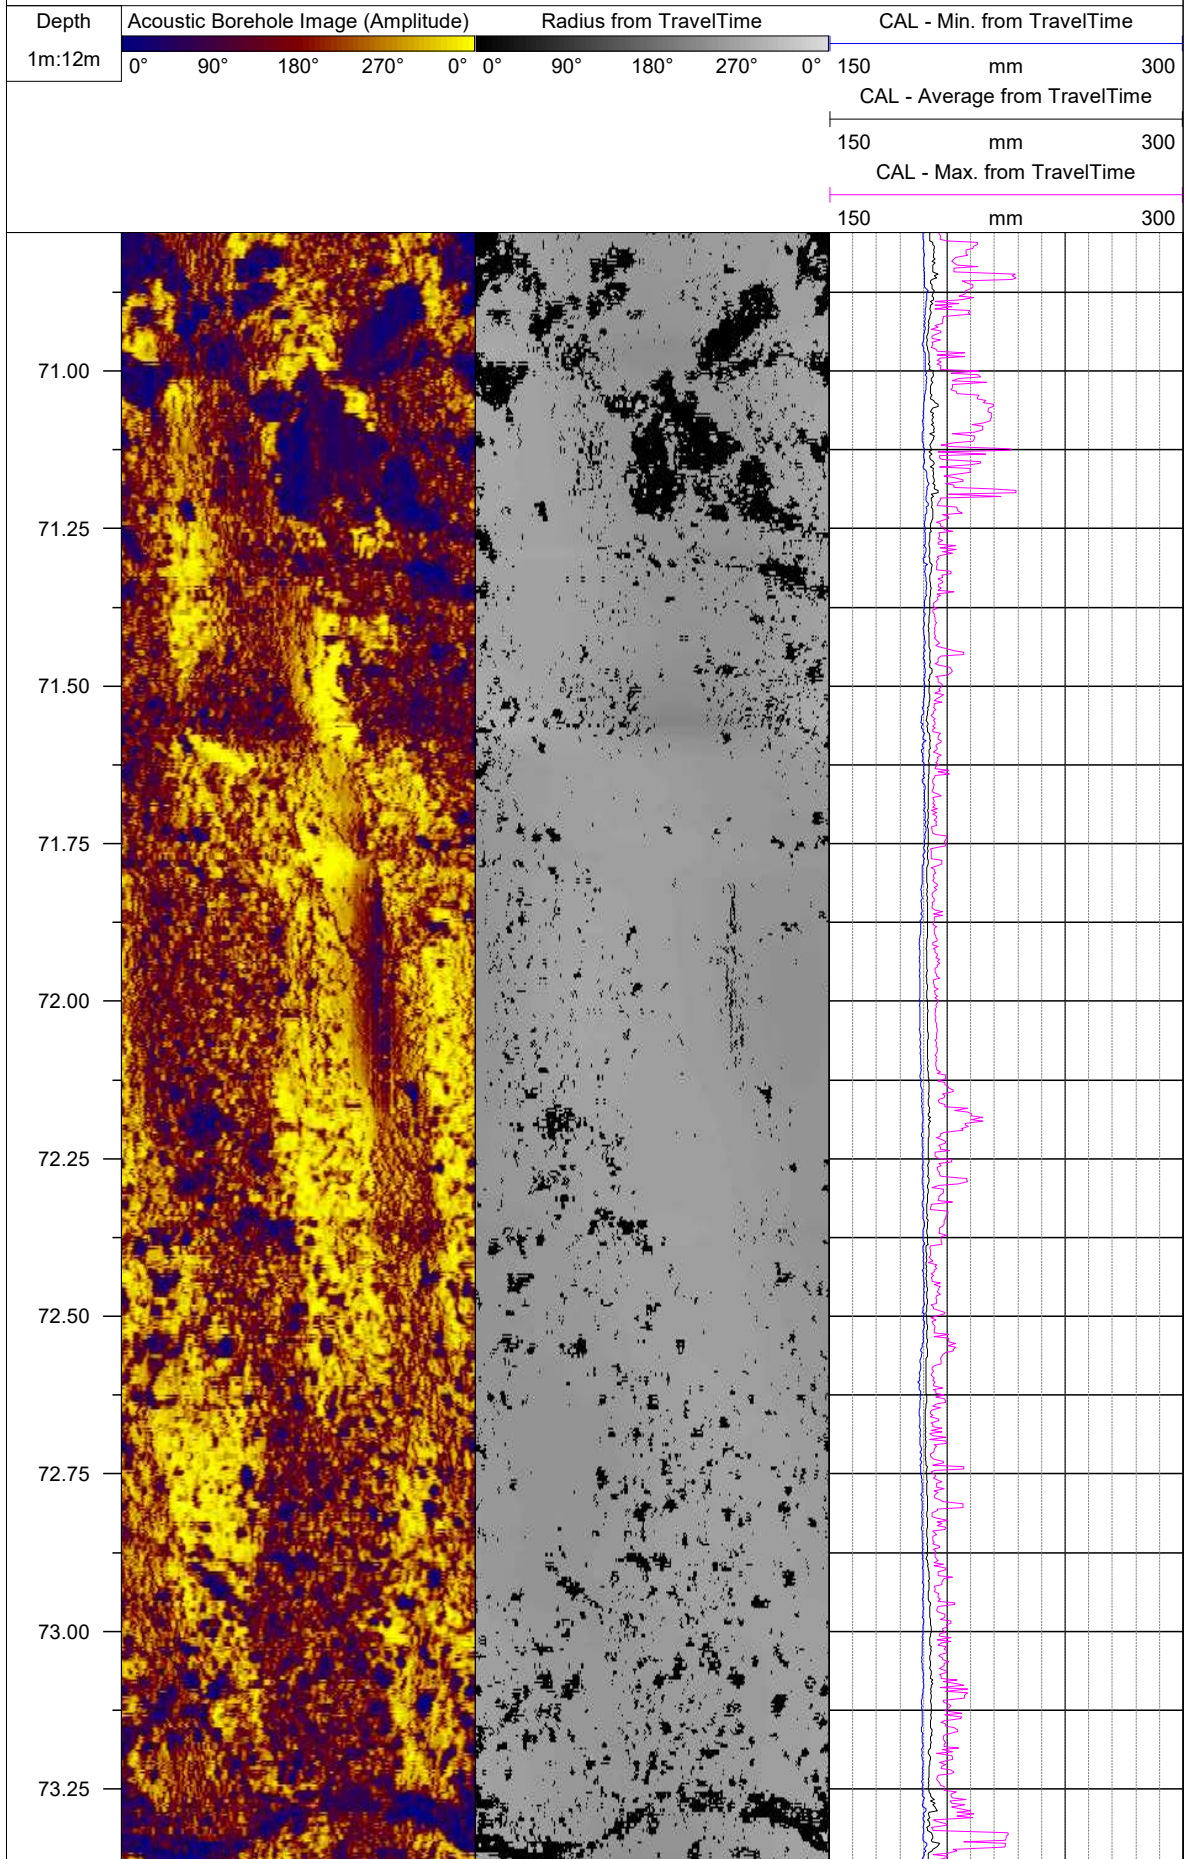 Depth
1m:12m
Acoustic Borehole Image (Amplitude)
0° 90° 180° 270° 0°
Radius from TravelTime
0° 90° 180° 270° 0°
CAL - Min. from TravelTime
150 mm 300
CAL - Average from TravelTime
150 mm 300
CAL - Max. from TravelTime
150 mm 300
71.00
71.25
71.50
71.75
72.00
72.25
72.50
72.75
73.00
73.25